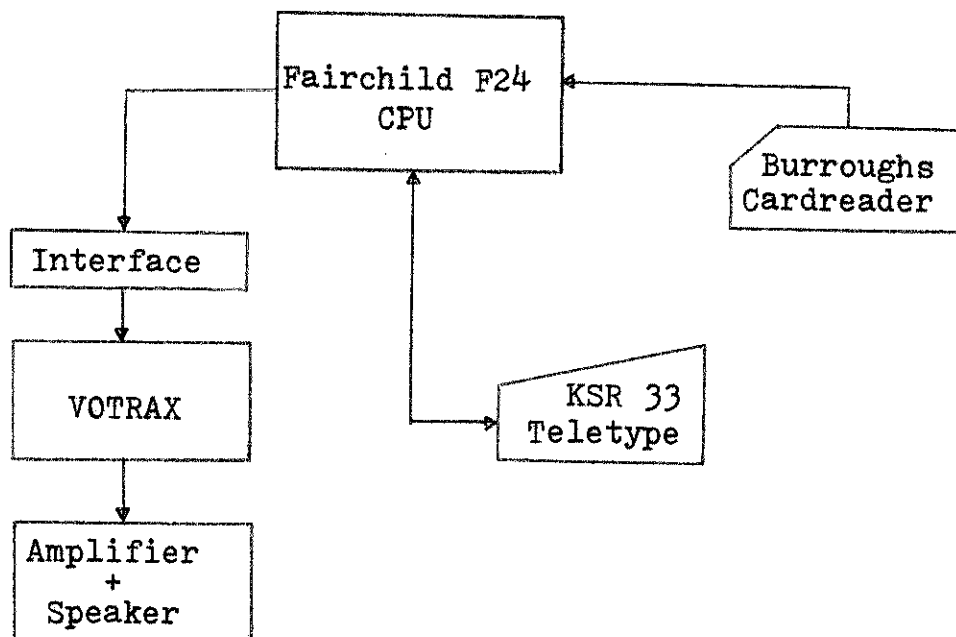 Fairchild F24
CPU
Burroughs
Cardreader
Interface
VOTRAX
KSR 33
Teletype
Amplifier
+
Speaker